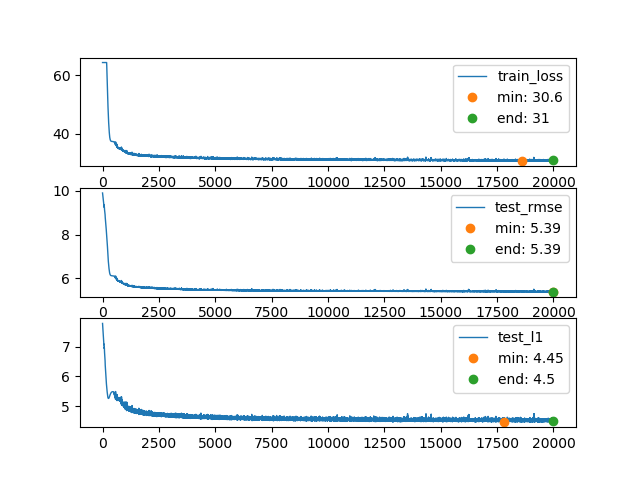 60
40
train_loss
min: 30.6
end: 31
0 2500 5000 7500 10000 12500 15000 17500 20000
10
8
6
test_rmse
min: 5.39
end: 5.39
0 2500 5000 7500 10000 12500 15000 17500 20000
7
6
5
test_l1
min: 4.45
end: 4.5
0 2500 5000 7500 10000 12500 15000 17500 20000